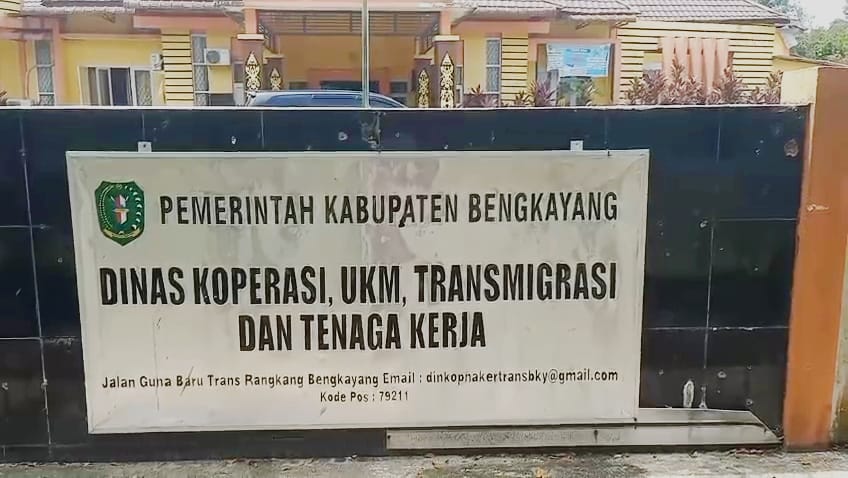 PEMERINTAH KABUPATEN BENGKAYANG
DINAS KOPERASI, UKM, TRANSMIGRASI
DAN TENAGA KERJA
Jalan Guna Baru Trans Rangkang Bengkayang Email : dinkopnakertransbky@gmail.com
Kode Pos : 79211